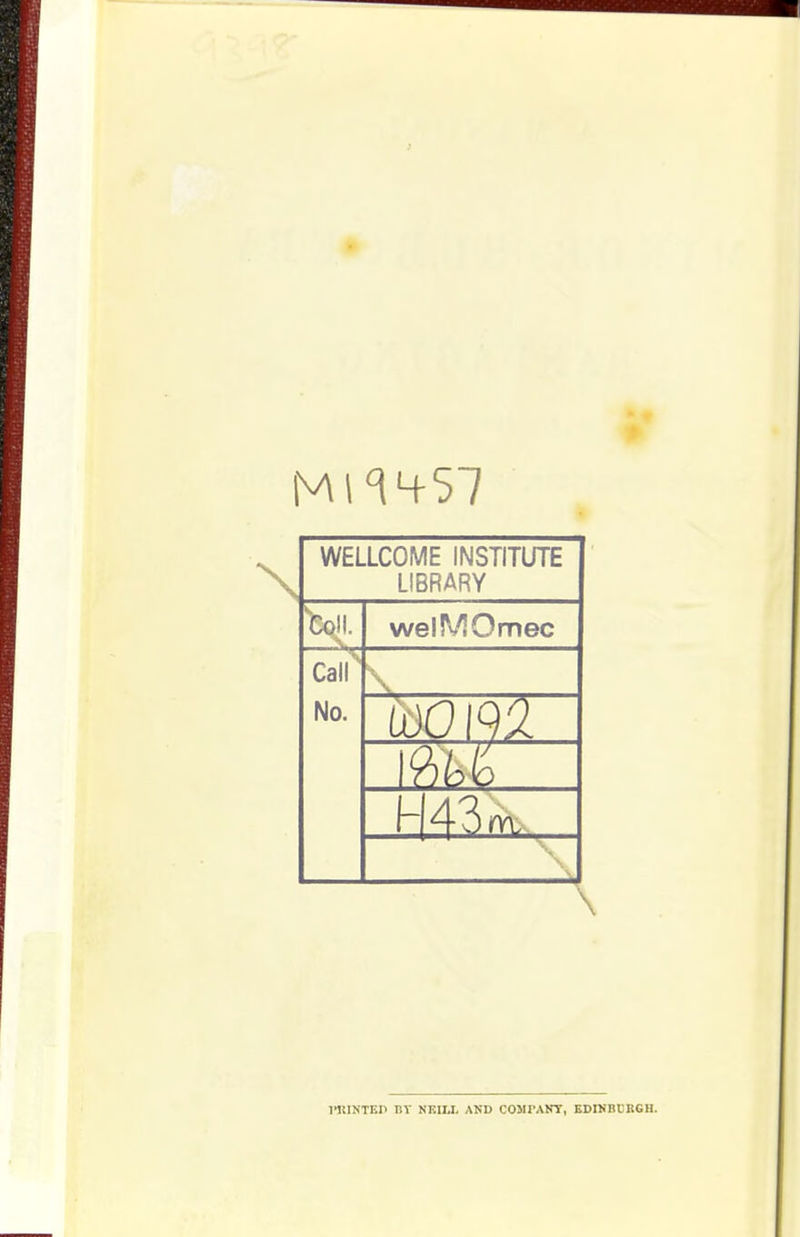 M19457
WELLCOME INSTITUTE
LIBRARY
Coll. welMOmec
Call
No. WO192
1866
H43m
PRINTED BY NEILL AND COMPANY, EDINBURGH.